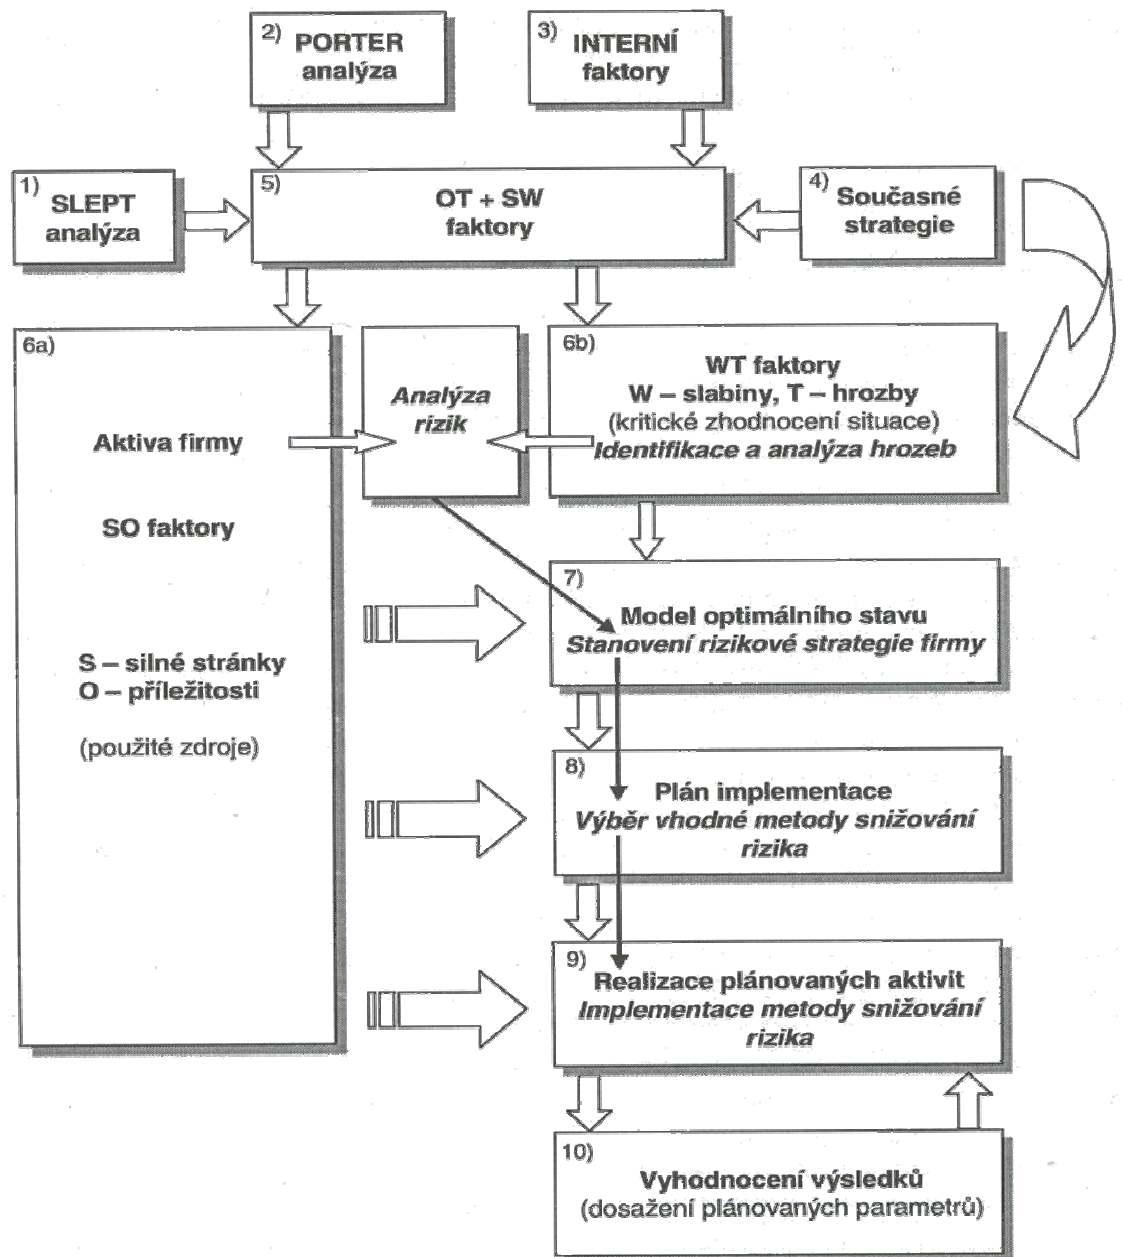 2)
PORTER
analýza
3)
INTERNÍ
faktory
1)
SLEPT
analýza
5)
OT + SW
faktory
4)
Současné
strategie
6a)
Aktiva firmy
SO faktory
S – silné stránky
O – příležitosti
(použité zdroje)
Analýza
rizik
6b)
WT faktory
W – slabiny, T – hrozby
(kritické zhodnocení situace)
Identifikace a analýza hrozeb
7)
Model optimálního stavu
Stanovení rizikové strategie firmy
8)
Plán implementace
Výběr vhodné metody snižování
rizika
9)
Realizace plánovaných aktivit
Implementace metody snižování
rizika
10)
Vyhodnocení výsledků
(dosažení plánovaných parametrů)